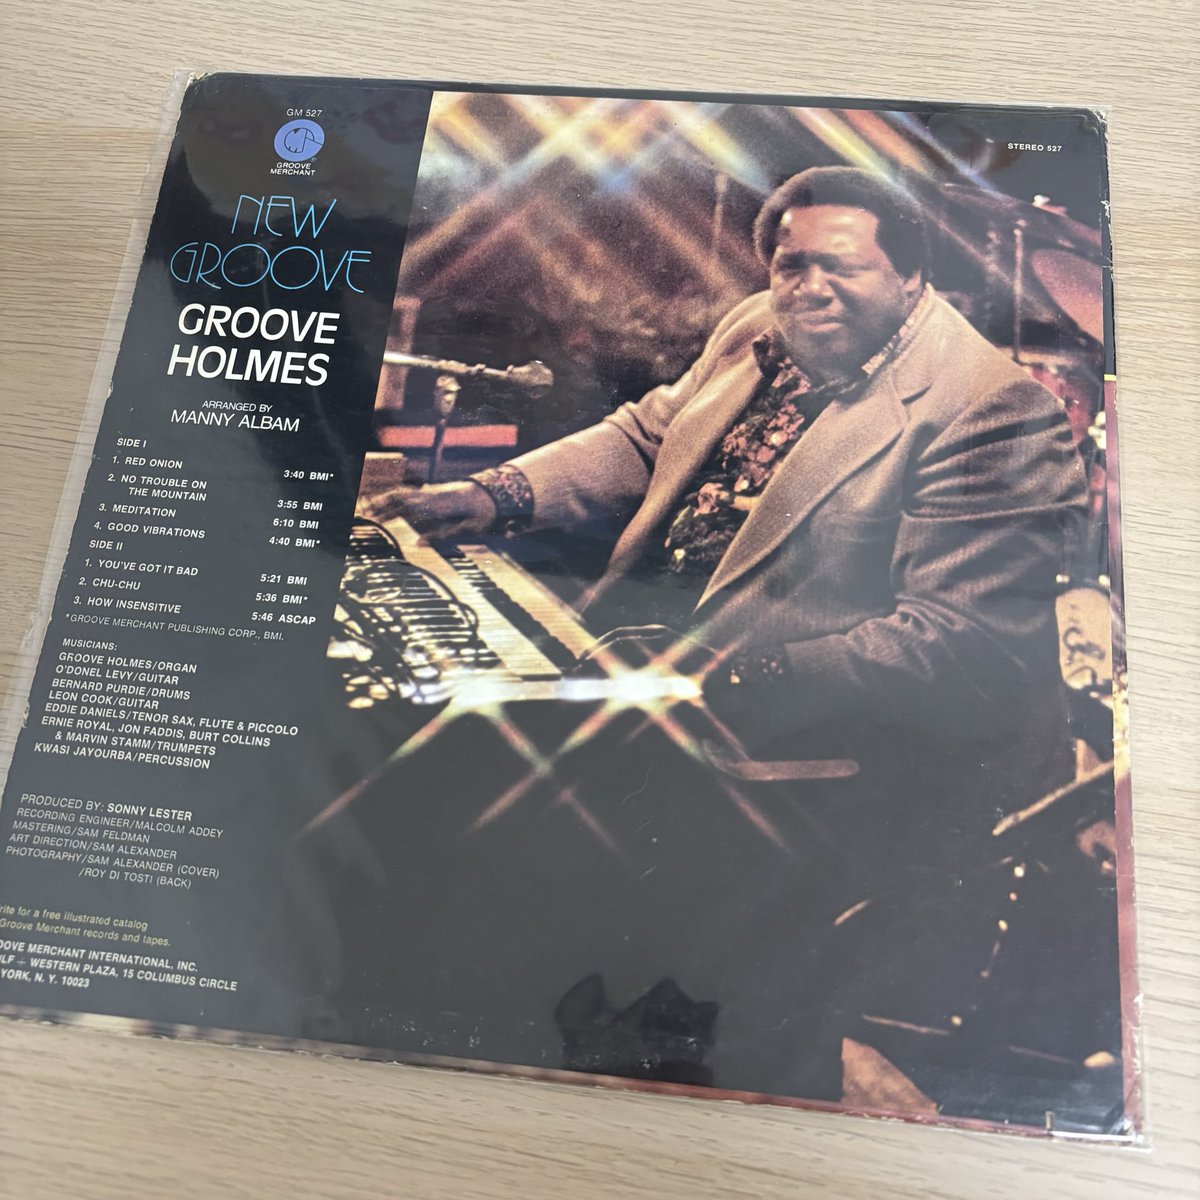 GM 527
GROOVE
MERCHANT
STEREO 527
NEW
GROOVE
GROOVE
HOLMES
ARRANGED BY
MANNY ALBAM
SIDE I
1. RED ONION 3:40 BMI*
2. NO TROUBLE ON
THE MOUNTAIN 3:55 BMI
3. MEDITATION 6:10 BMI
4. GOOD VIBRATIONS 4:40 BMI*
SIDE II
1. YOU'VE GOT IT BAD 5:21 BMI
2. CHU-CHU 5:36 BMI*
3. HOW INSENSITIVE 5:46 ASCAP
*GROOVE MERCHANT PUBLISHING CORP., BMI.
MUSICIANS:
GROOVE HOLMES/ORGAN
O'DONEL LEVY/GUITAR
BERNARD PURDIE/DRUMS
LEON COOK/GUITAR
EDDIE DANIELS/TENOR SAX, FLUTE & PICCOLO
ERNIE ROYAL, JON FADDIS, BURT COLLINS
& MARVIN STAMM/TRUMPETS
KWASI JAYOURBA/PERCUSSION
PRODUCED BY: SONNY LESTER
RECORDING ENGINEER/MALCOLM ADDEY
MASTERING/SAM FELDMAN
ART DIRECTION/SAM ALEXANDER
PHOTOGRAPHY/SAM ALEXANDER (COVER)
/ROY DI TOSTI (BACK)
for a free illustrated catalog
Groove Merchant records and tapes.
MERCHANT INTERNATIONAL, INC.
+ WESTERN PLAZA, 15 COLUMBUS CIRCLE
YORK, N. Y. 10023